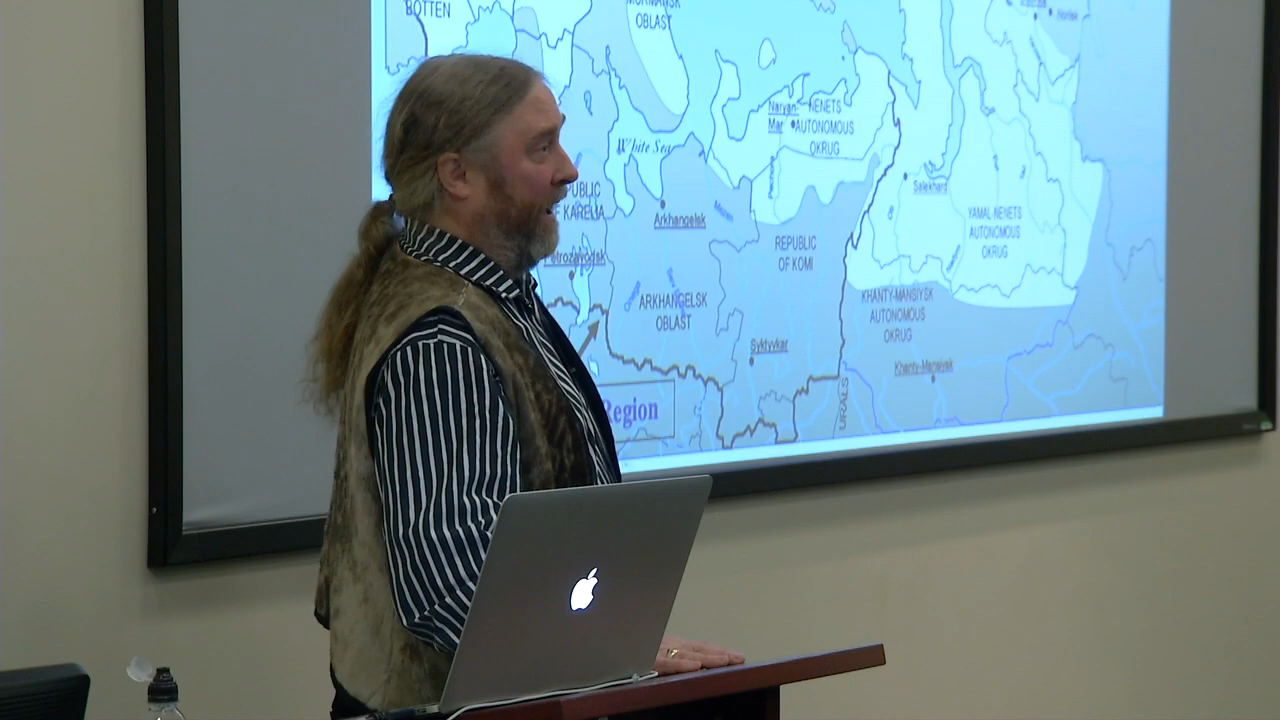 BOTTEN
MURMANSK
OBLAST
Naryan-
Mar
NENETS
AUTONOMOUS
OKRUG
White Sea
Salekhard
PUBLIC
F KARELIA
Arkhangelsk
Mezen
YAMAL-NENETS
AUTONOMOUS
OKRUG
REPUBLIC
OF KOMI
Petrozavodsk
ARKHANGELSK
OBLAST
KHANTY-MANSIYSK
AUTONOMOUS
OKRUG
Syktyvkar
Khanty-Mansiysk
URALS
Region